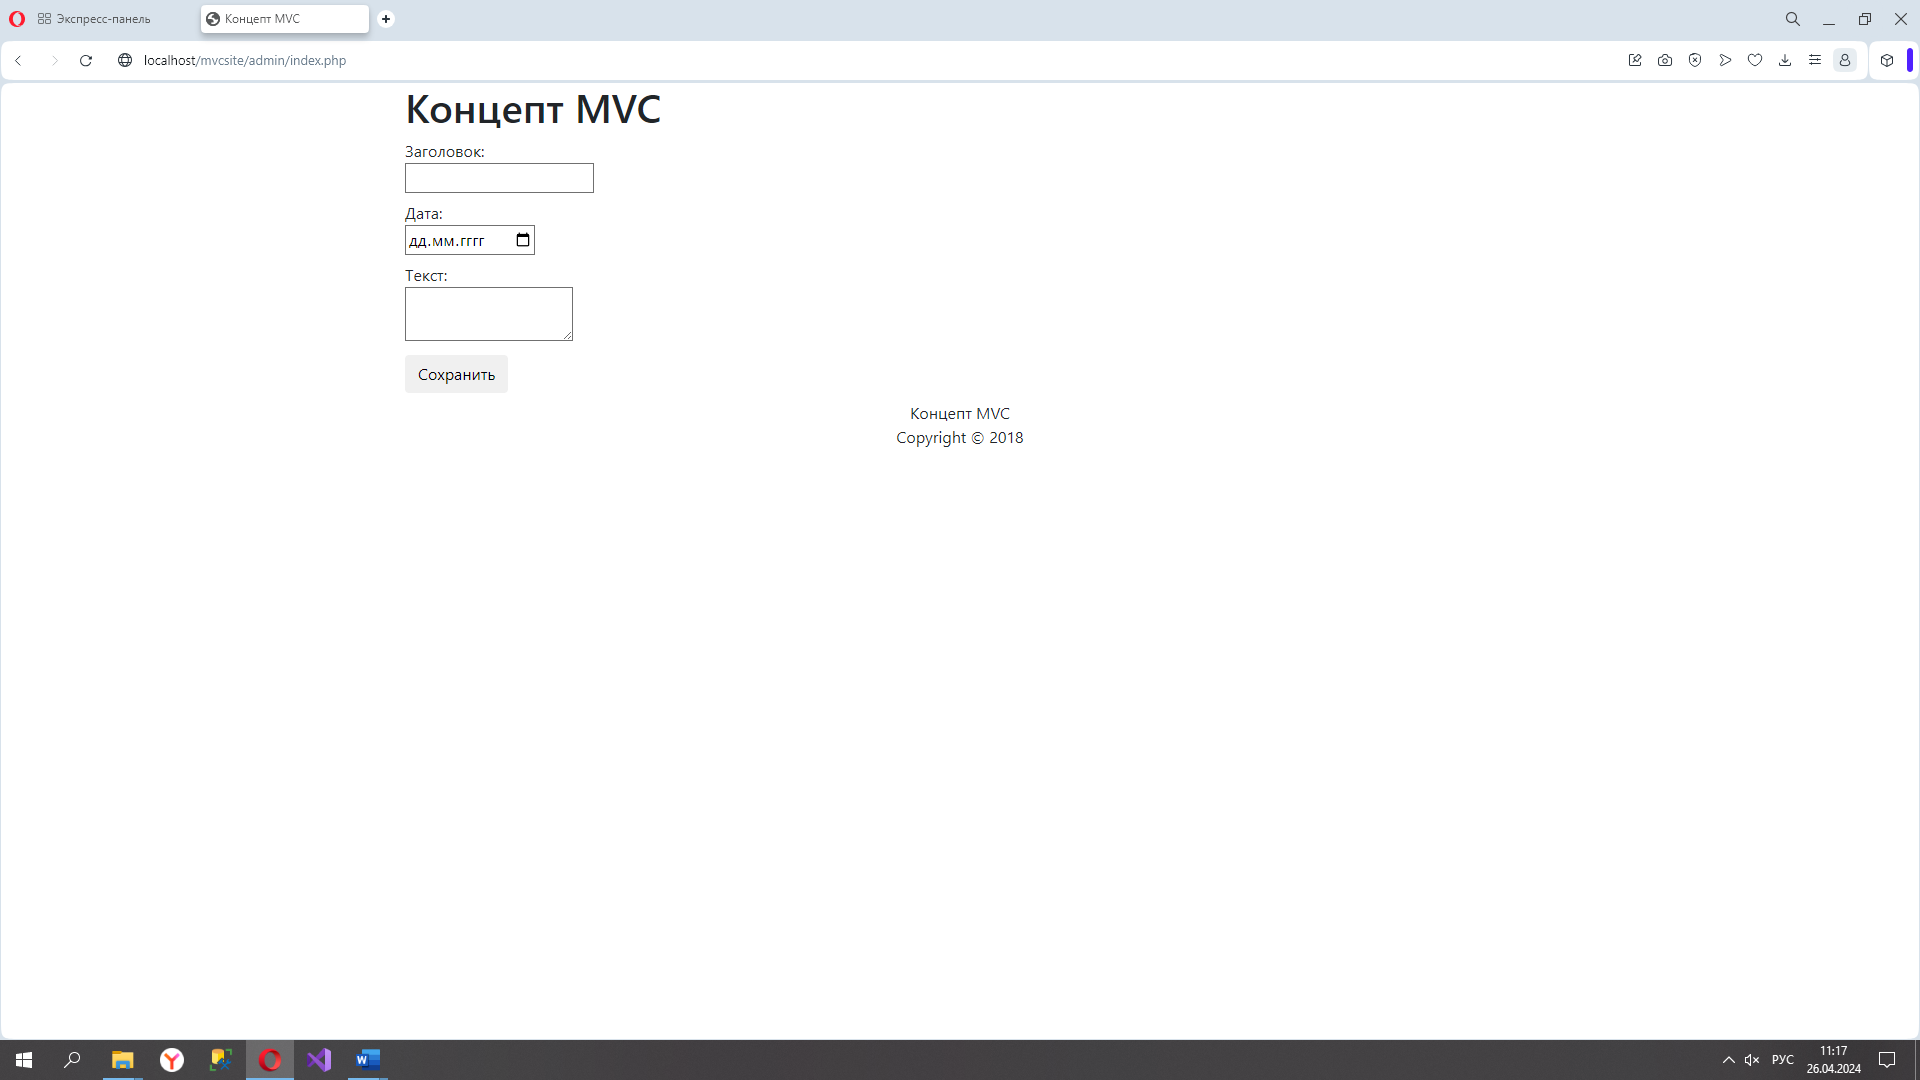 Экспресс-панель
Концепт MVC
localhost/mvcsite/admin/index.php
Концепт MVC
Заголовок:
Дата:
дд.мм.гггг
Текст:
Сохранить
Концепт MVC
Copyright © 2018
РУС
11:17
26.04.2024